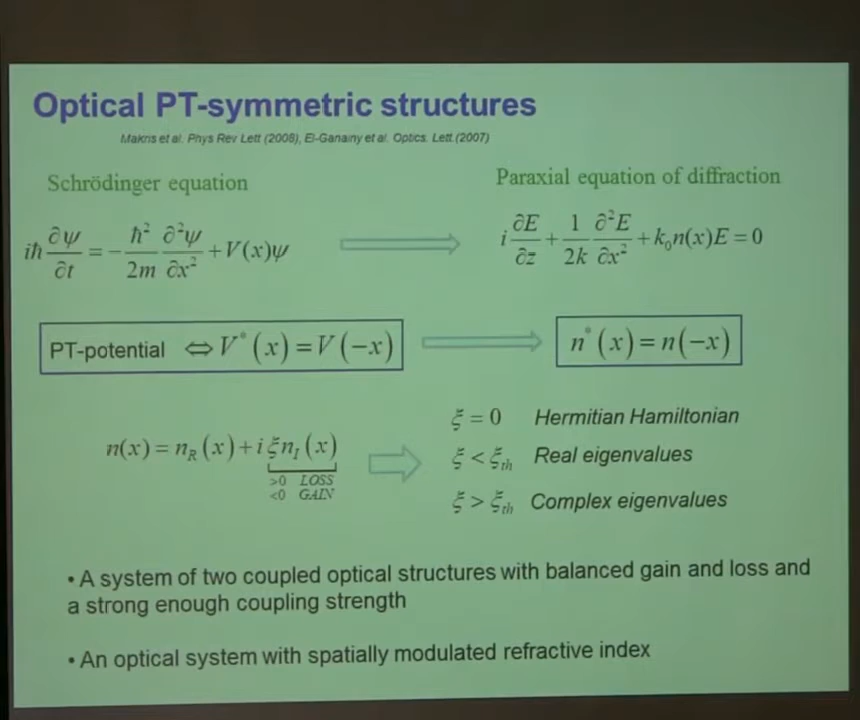 Optical PT-symmetric structures
Makris et al. Phys Rev Lett (2008), El-Ganainy et al. Optics. Lett.(2007)
Schrödinger equation
Paraxial equation of diffraction
iħ ∂ψ/∂t = −ħ²/2m ∂²ψ/∂x² + V(x)ψ
i ∂E/∂z + 1/2k ∂²E/∂x² + k₀n(x)E = 0
PT-potential ⇔ V*(x) = V(−x)
n*(x) = n(−x)
n(x) = n_R(x) + iξn_I(x)
>0 LOSS
<0 GAIN
ξ = 0 Hermitian Hamiltonian
ξ < ξ_th Real eigenvalues
ξ > ξ_th Complex eigenvalues
• A system of two coupled optical structures with balanced gain and loss and
a strong enough coupling strength
• An optical system with spatially modulated refractive index